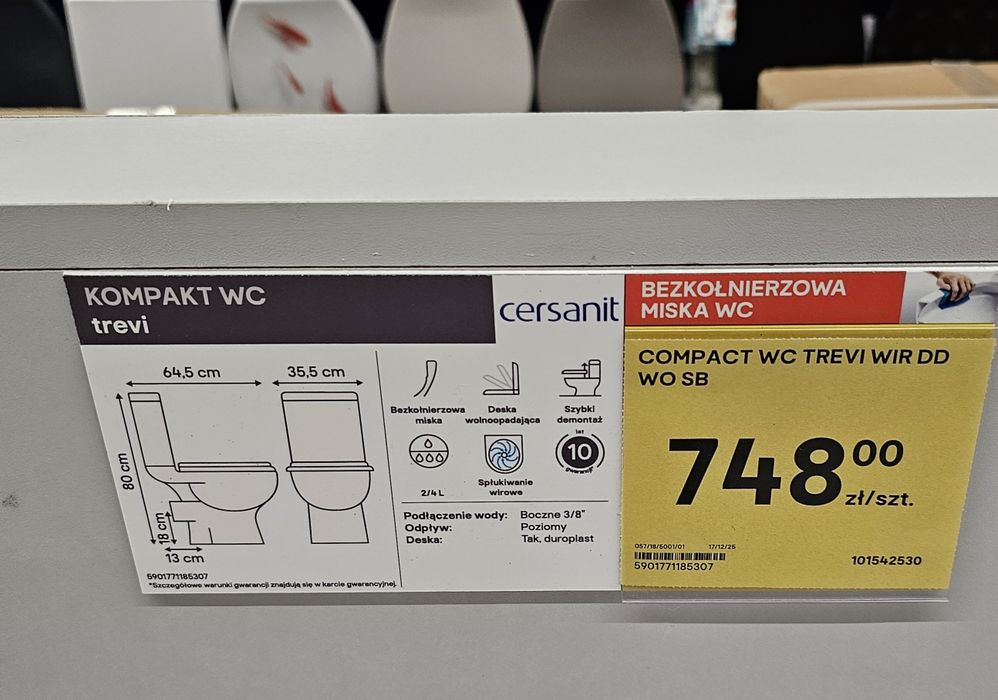 KOMPAKT WC
trevi
cersanit
64,5 cm
35,5 cm
80 cm
18 cm
13 cm
5901771185307
*Szczegółowe warunki gwarancji znajdują się w karcie gwarancyjnej.
Bezkołnierzowa
miska
Deska
wolnoopadająca
Szybki
demontaż
2/4 L
Spłukiwanie
wirowe
lat
10
gwarancji
Podłączenie wody: Boczne 3/8"
Odpływ: Poziomy
Deska: Tak, duroplast
BEZKOŁNIERZOWA
MISKA WC
COMPACT WC TREVI WIR DD
WO SB
748 00
zł/szt.
057/18/5001/01 17/12/25
5901771185307
101542530